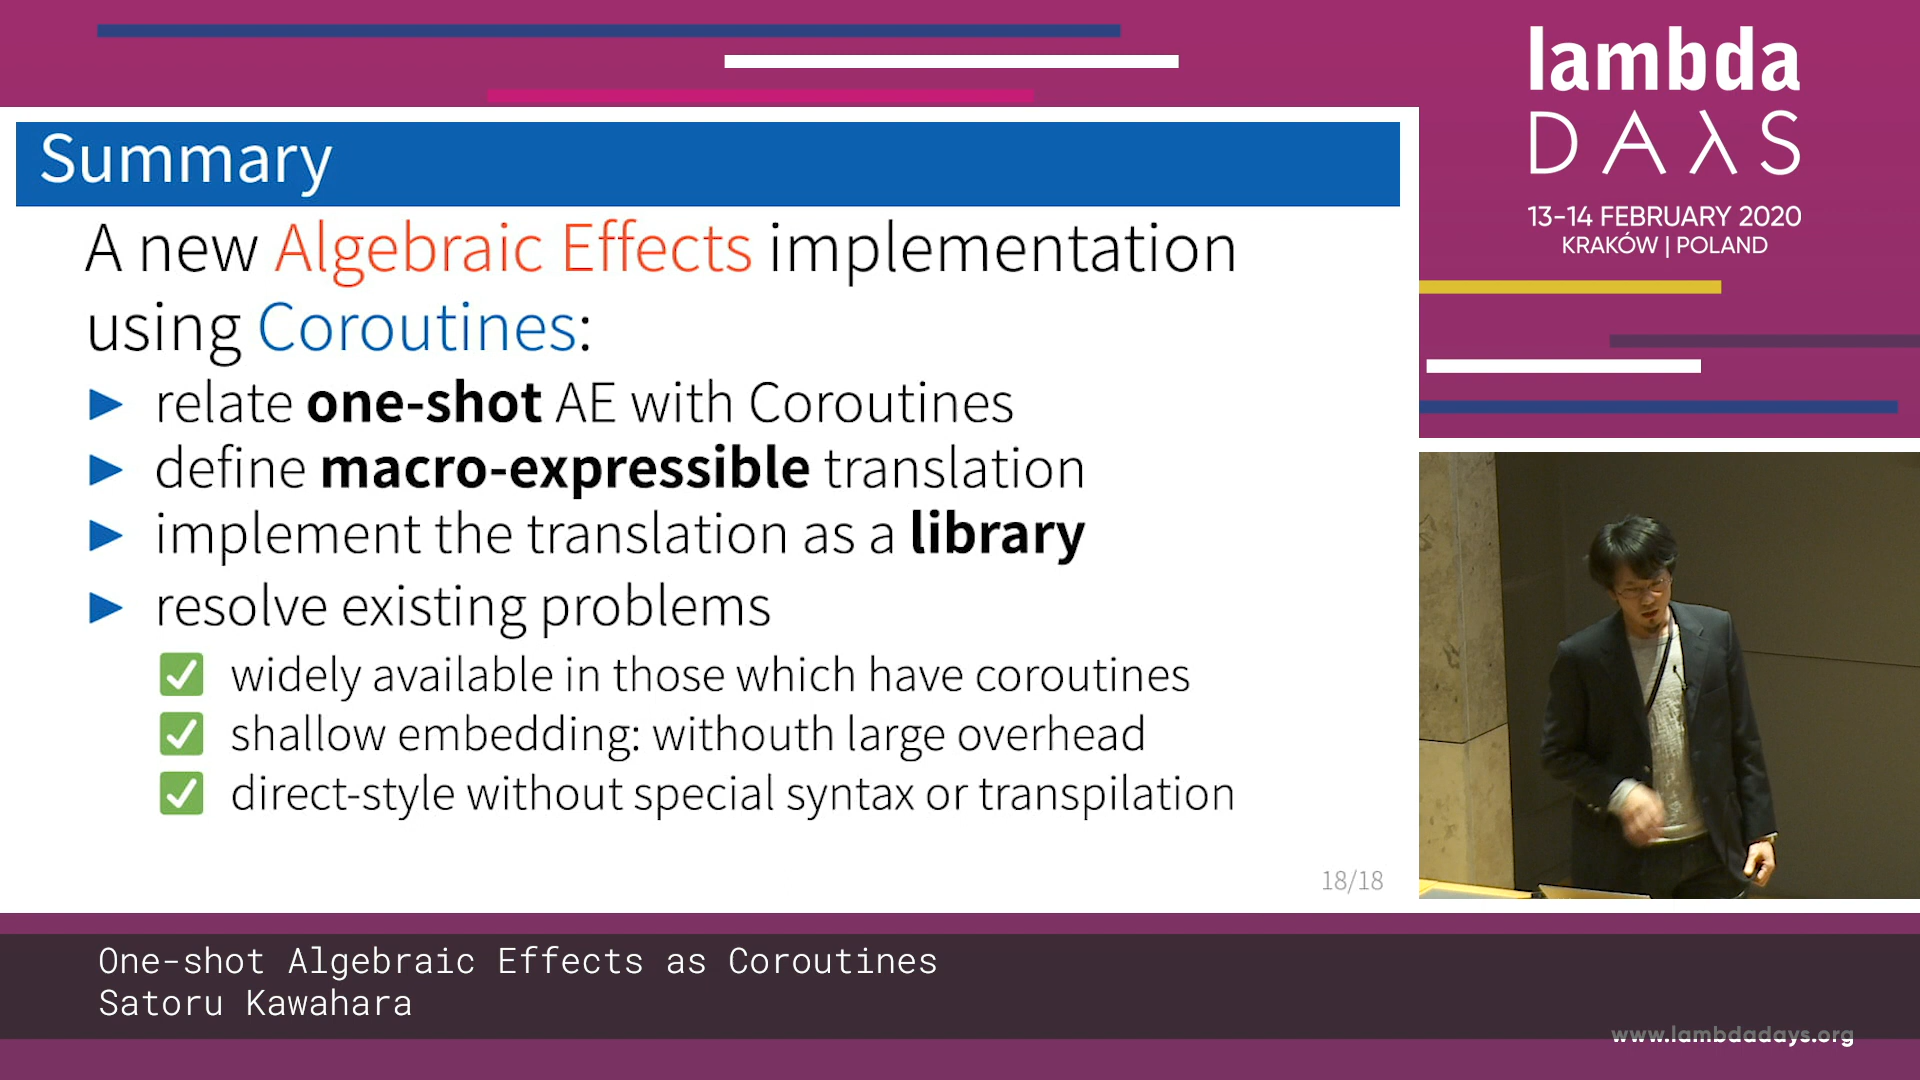 lambda
DAYS
13-14 FEBRUARY 2020
KRAKÓW | POLAND
Summary
A new Algebraic Effects implementation
using Coroutines:
relate one-shot AE with Coroutines
define macro-expressible translation
implement the translation as a library
resolve existing problems
widely available in those which have coroutines
shallow embedding: withouth large overhead
direct-style without special syntax or transpilation
18/18
One-shot Algebraic Effects as Coroutines
Satoru Kawahara
www.lambdadays.org